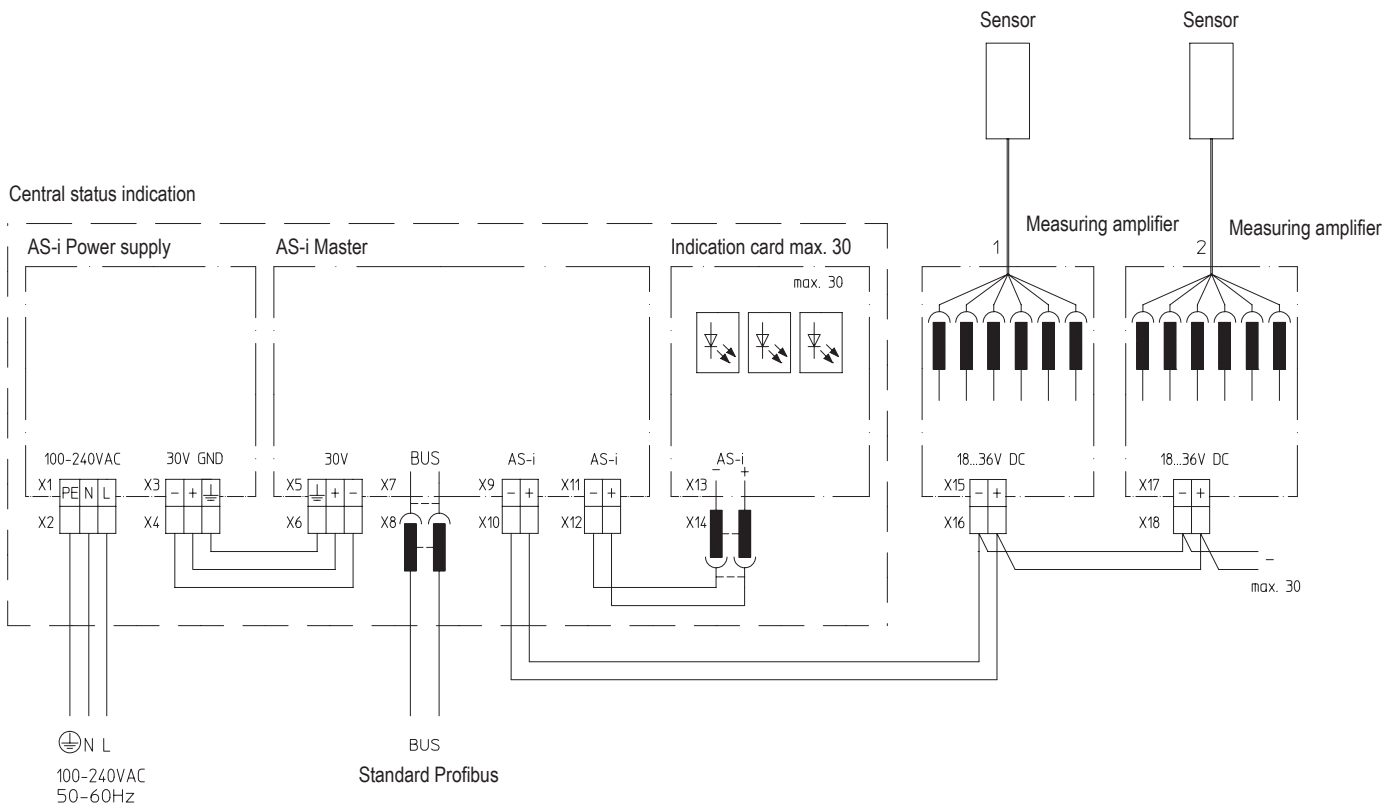 Sensor
Sensor
Central status indication
Measuring amplifier
Measuring amplifier
1
2
AS-i Power supply
AS-i Master
Indication card max. 30
max. 30
100-240VAC
30V GND
30V
BUS
AS-i
AS-i
AS-i
18...36V DC
18...36V DC
X1
PE N L
X3
- +
X5
+ -
X7
X9
- +
X11
- +
X13
- +
X15
- +
X17
- +
X2
X4
X6
X8
X10
X12
X14
X16
X18
-
max. 30
N L
BUS
100-240VAC
50-60Hz
Standard Profibus